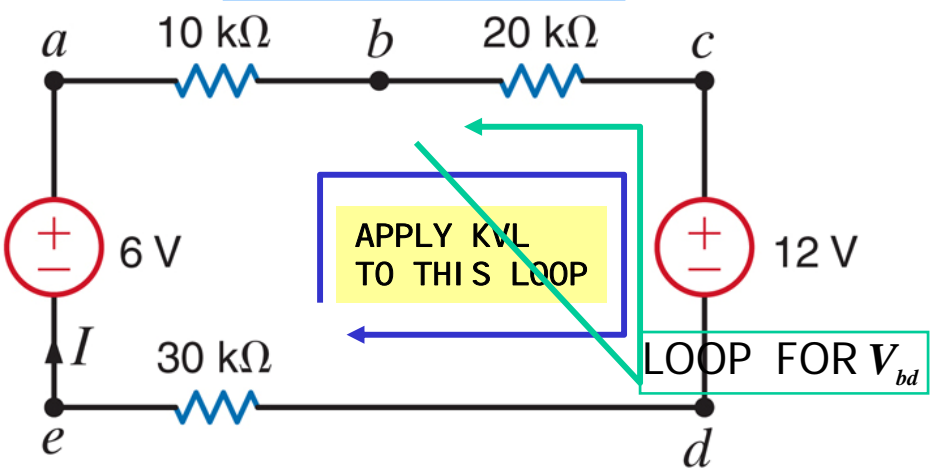 a 10 kΩ b 20 kΩ c
+
−
6 V
APPLY KVL
TO THIS LOOP
+
−
12 V
I
30 kΩ
LOOP FOR V_bd
e
d